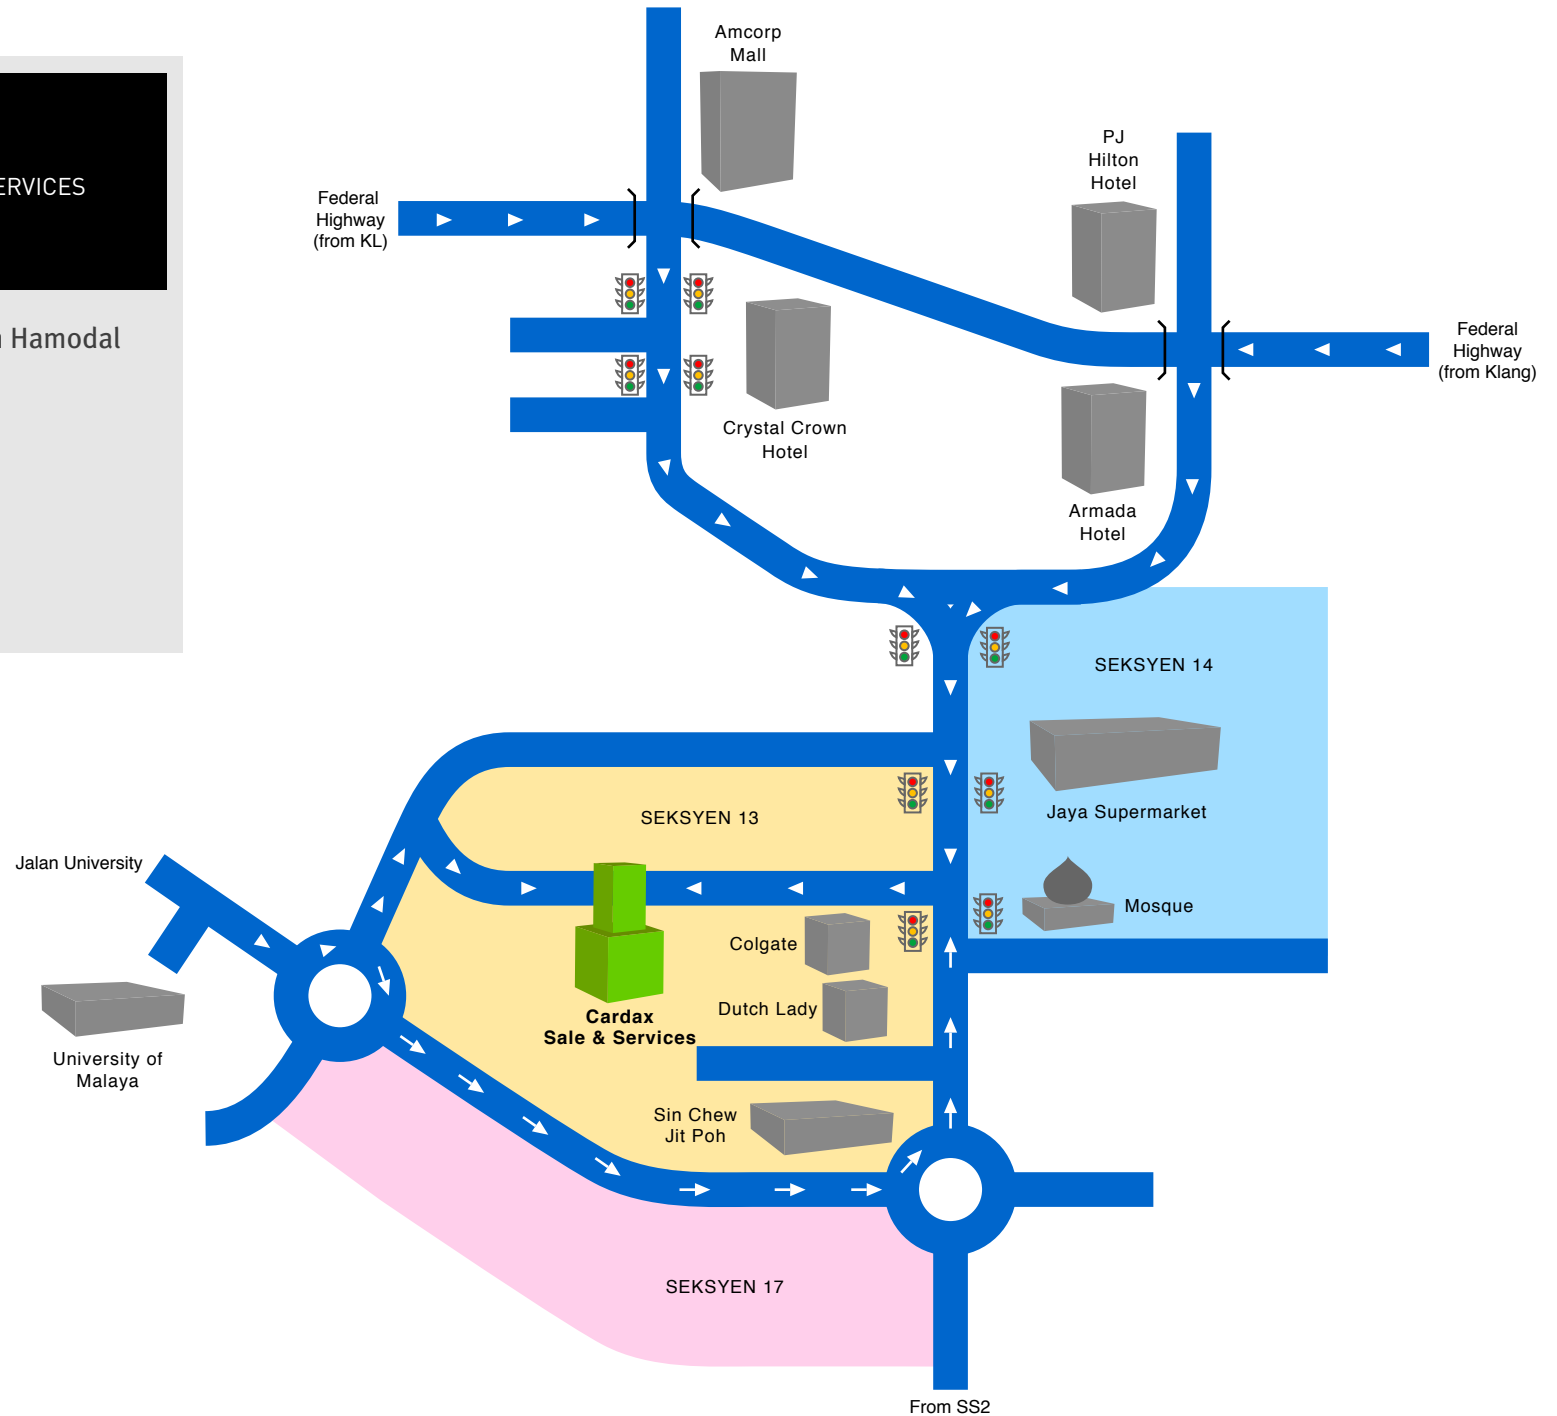 Amcorp
Mall
PJ
Hilton
Hotel
ERVICES
Federal
Highway
(from KL)
Hamodal
Federal
Highway
(from Klang)
Crystal Crown
Hotel
Armada
Hotel
SEKSYEN 14
SEKSYEN 13
Jaya Supermarket
Jalan University
Mosque
Colgate
Dutch Lady
Cardax
Sale & Services
University of
Malaya
Sin Chew
Jit Poh
SEKSYEN 17
From SS2